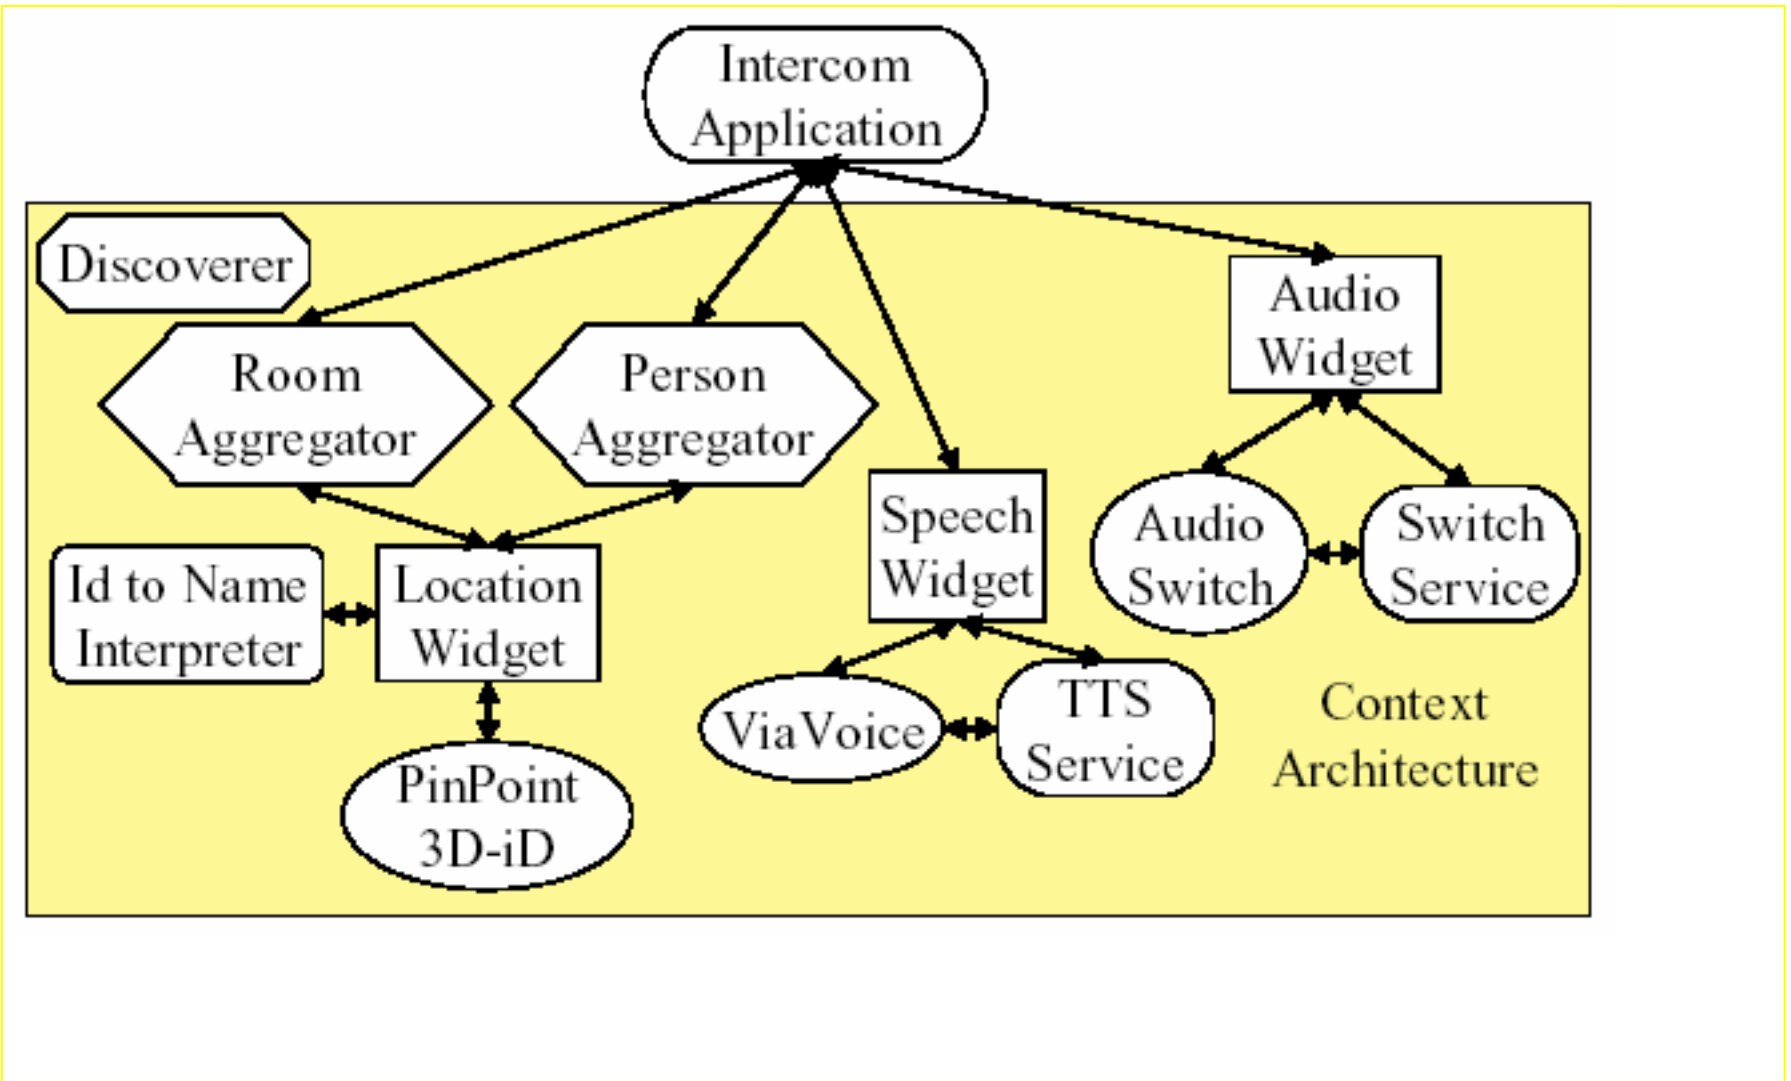 Intercom
Application
Discoverer
Room
Aggregator
Person
Aggregator
Audio
Widget
Speech
Widget
Audio
Switch
Switch
Service
Id to Name
Interpreter
Location
Widget
ViaVoice
TTS
Service
Context
Architecture
PinPoint
3D-iD